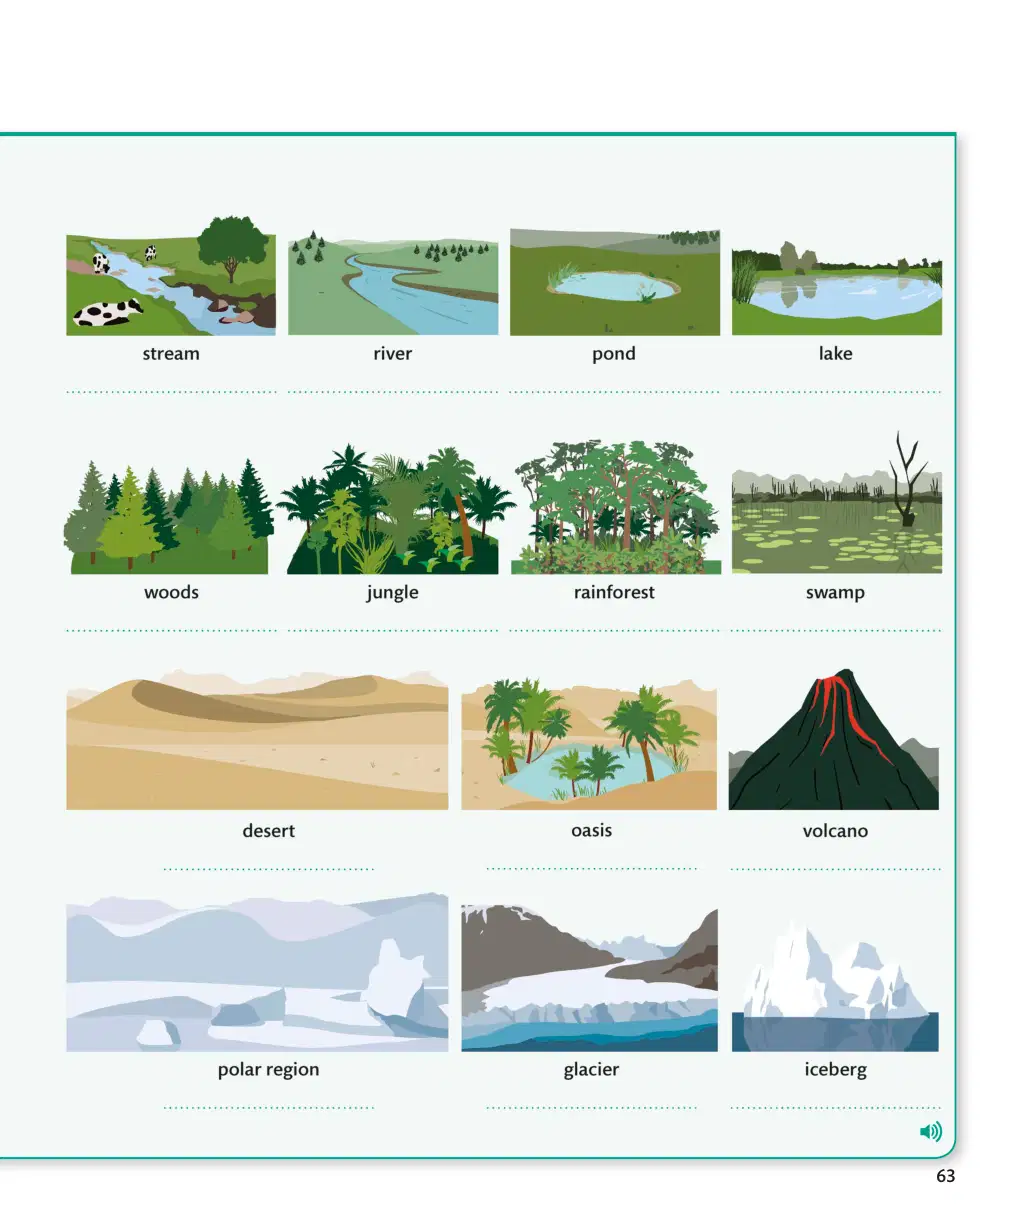 stream river pond lake
woods jungle rainforest swamp
desert oasis volcano
polar region glacier iceberg
63